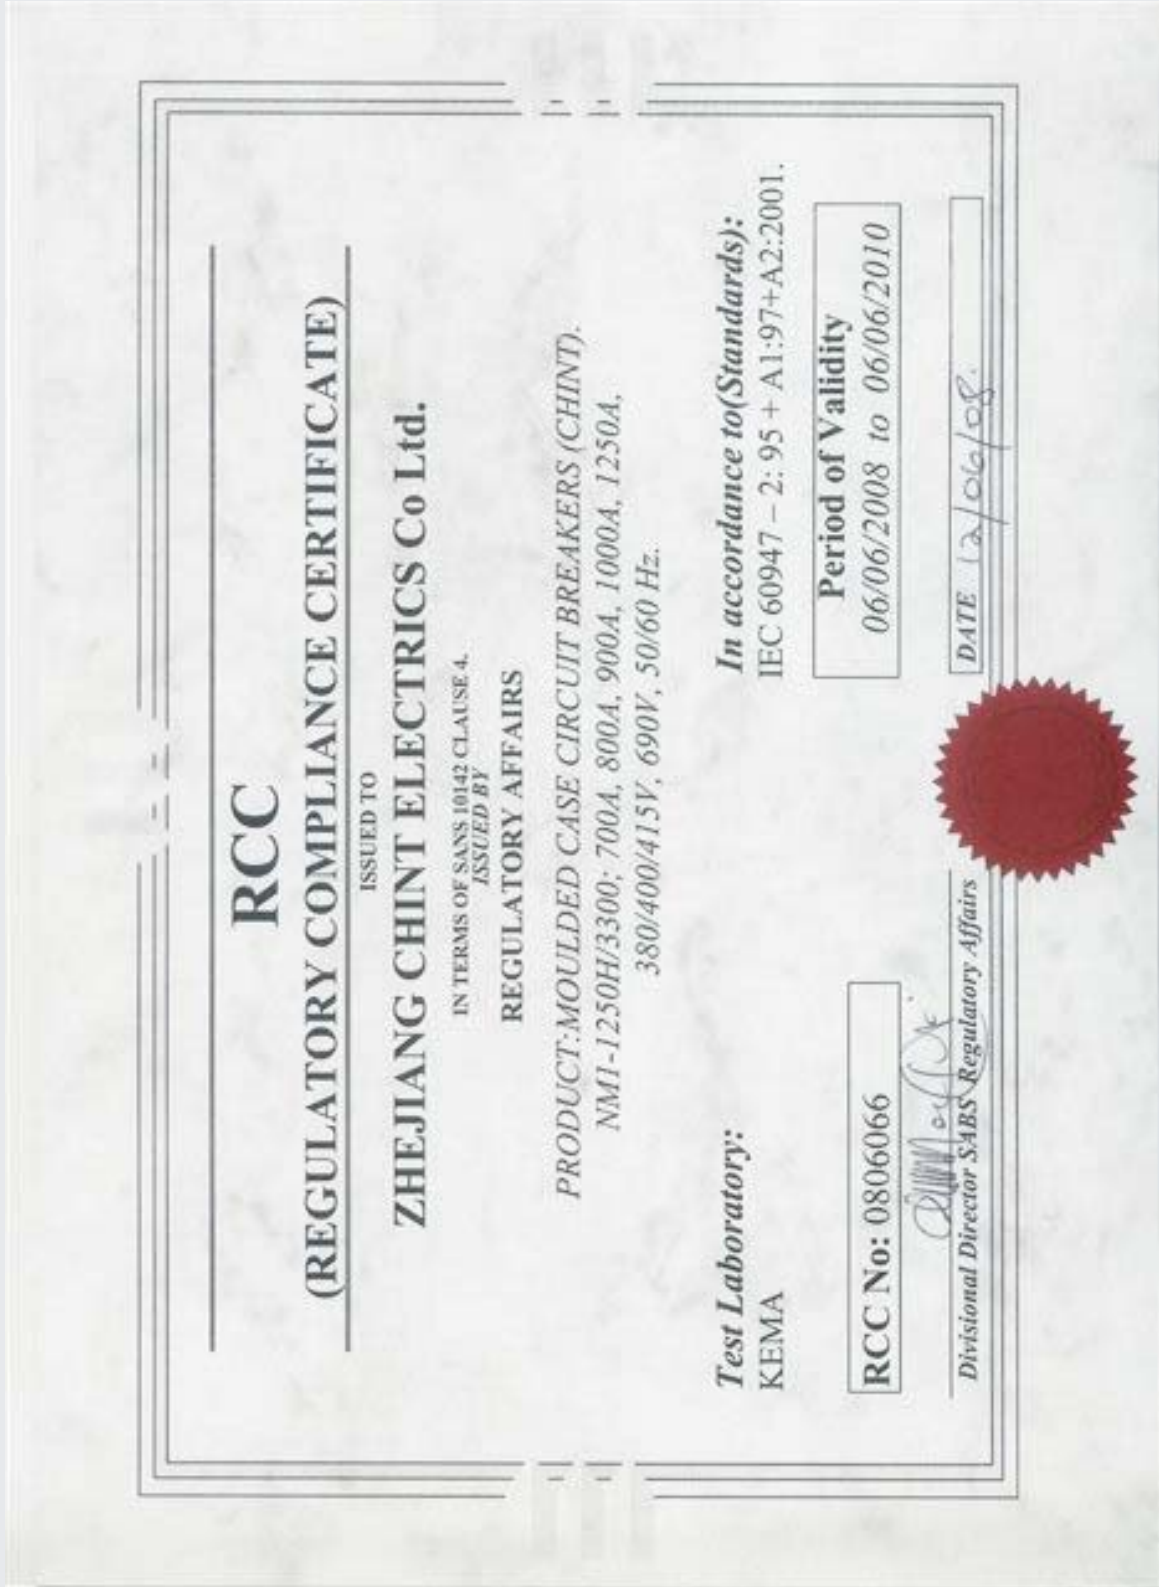 RCC
(REGULATORY COMPLIANCE CERTIFICATE)
ISSUED TO
ZHEJIANG CHINT ELECTRICS Co Ltd.
IN TERMS OF SANS 10142 CLAUSE 4.
ISSUED BY
REGULATORY AFFAIRS
PRODUCT:MOULDED CASE CIRCUIT BREAKERS (CHINT).
NM1-1250H/3300; 700A, 800A, 900A, 1000A, 1250A,
380/400/415V, 690V, 50/60 Hz.
Test Laboratory:
KEMA
In accordance to(Standards):
IEC 60947 – 2: 95 + A1:97+A2:2001.
RCC No: 0806066
Period of Validity
06/06/2008 to 06/06/2010
Divisional Director SABS Regulatory Affairs
DATE 12/06/08.